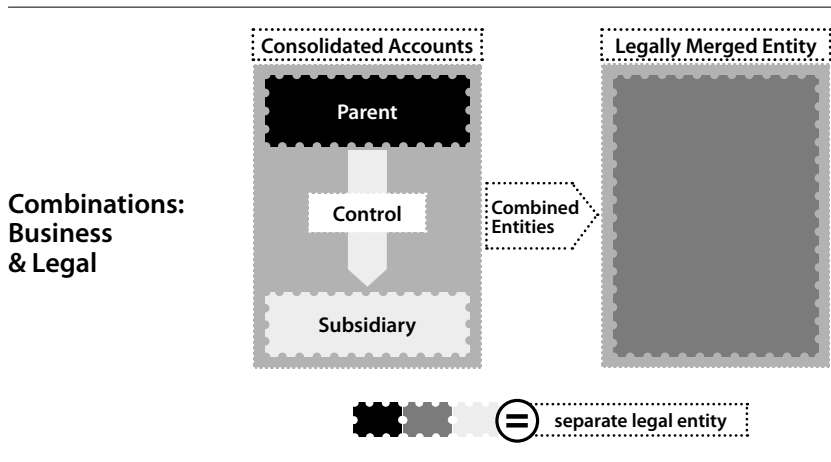 Consolidated Accounts
Legally Merged Entity
Parent
Combinations:
Business
& Legal
Control
Combined
Entities
Subsidiary
= separate legal entity